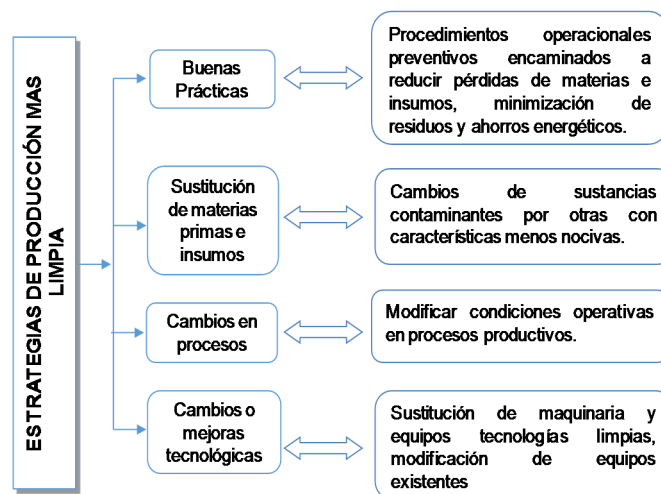 ESTRATEGIAS DE PRODUCCIÓN MAS
LIMPIA
Buenas
Prácticas
Procedimientos operacionales
preventivos encaminados a
reducir pérdidas de materias e
insumos, minimización de
residuos y ahorros energéticos.
Sustitución
de materias
primas e
insumos
Cambios de sustancias
contaminantes por otras con
características menos nocivas.
Cambios en
procesos
Modificar condiciones operativas
en procesos productivos.
Cambios o
mejoras
tecnológicas
Sustitución de maquinaria y
equipos tecnologías limpias,
modificación de equipos
existentes